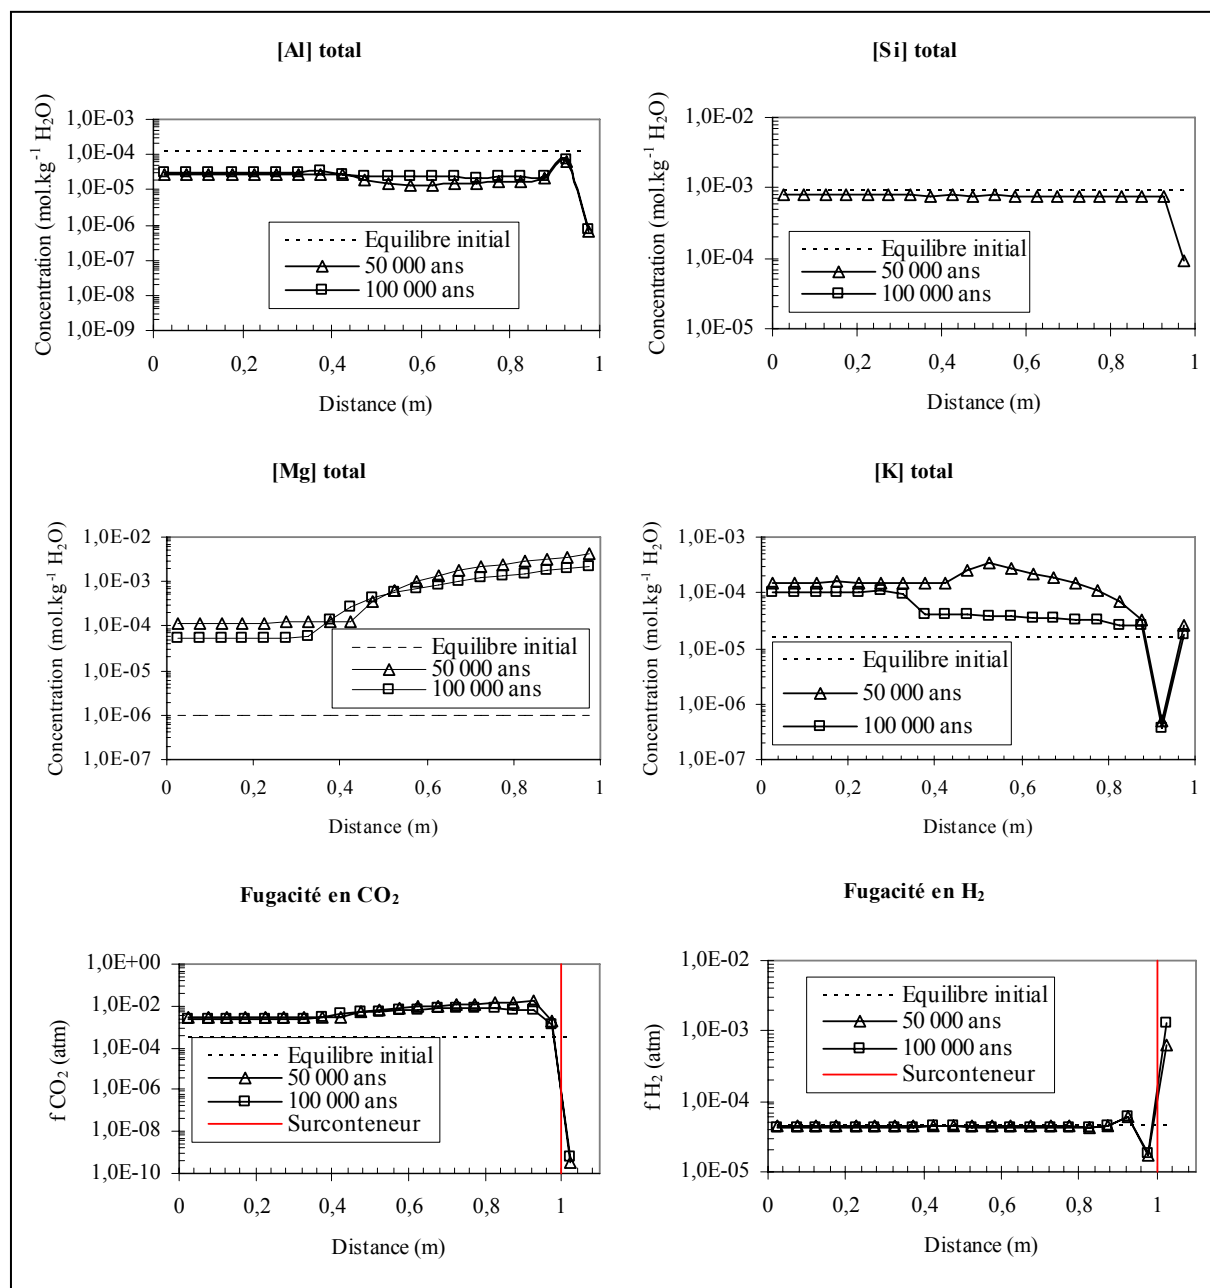 [Al] total
Concentration (mol.kg⁻¹ H₂O)
1,0E-03
1,0E-04
1,0E-05
1,0E-06
1,0E-07
1,0E-08
1,0E-09
Equilibre initial
50 000 ans
100 000 ans
0 0,2 0,4 0,6 0,8 1
Distance (m)
[Si] total
Concentration (mol.kg⁻¹ H₂O)
1,0E-02
1,0E-03
1,0E-04
1,0E-05
Equilibre initial
50 000 ans
100 000 ans
0 0,2 0,4 0,6 0,8 1
Distance (m)
[Mg] total
Concentration (mol.kg⁻¹ H₂O)
1,0E-02
1,0E-03
1,0E-04
1,0E-05
1,0E-06
1,0E-07
Equilibre initial
50 000 ans
100 000 ans
0 0,2 0,4 0,6 0,8 1
Distance (m)
[K] total
Concentration (mol.kg⁻¹ H₂O)
1,0E-03
1,0E-04
1,0E-05
1,0E-06
1,0E-07
Equilibre initial
50 000 ans
100 000 ans
0 0,2 0,4 0,6 0,8 1
Distance (m)
Fugacité en CO₂
f CO₂ (atm)
1,0E+00
1,0E-02
1,0E-04
1,0E-06
1,0E-08
1,0E-10
Equilibre initial
50 000 ans
100 000 ans
Surconteneur
0 0,2 0,4 0,6 0,8 1
Distance (m)
Fugacité en H₂
f H₂ (atm)
1,0E-02
1,0E-03
1,0E-04
1,0E-05
Equilibre initial
50 000 ans
100 000 ans
Surconteneur
0 0,2 0,4 0,6 0,8 1
Distance (m)